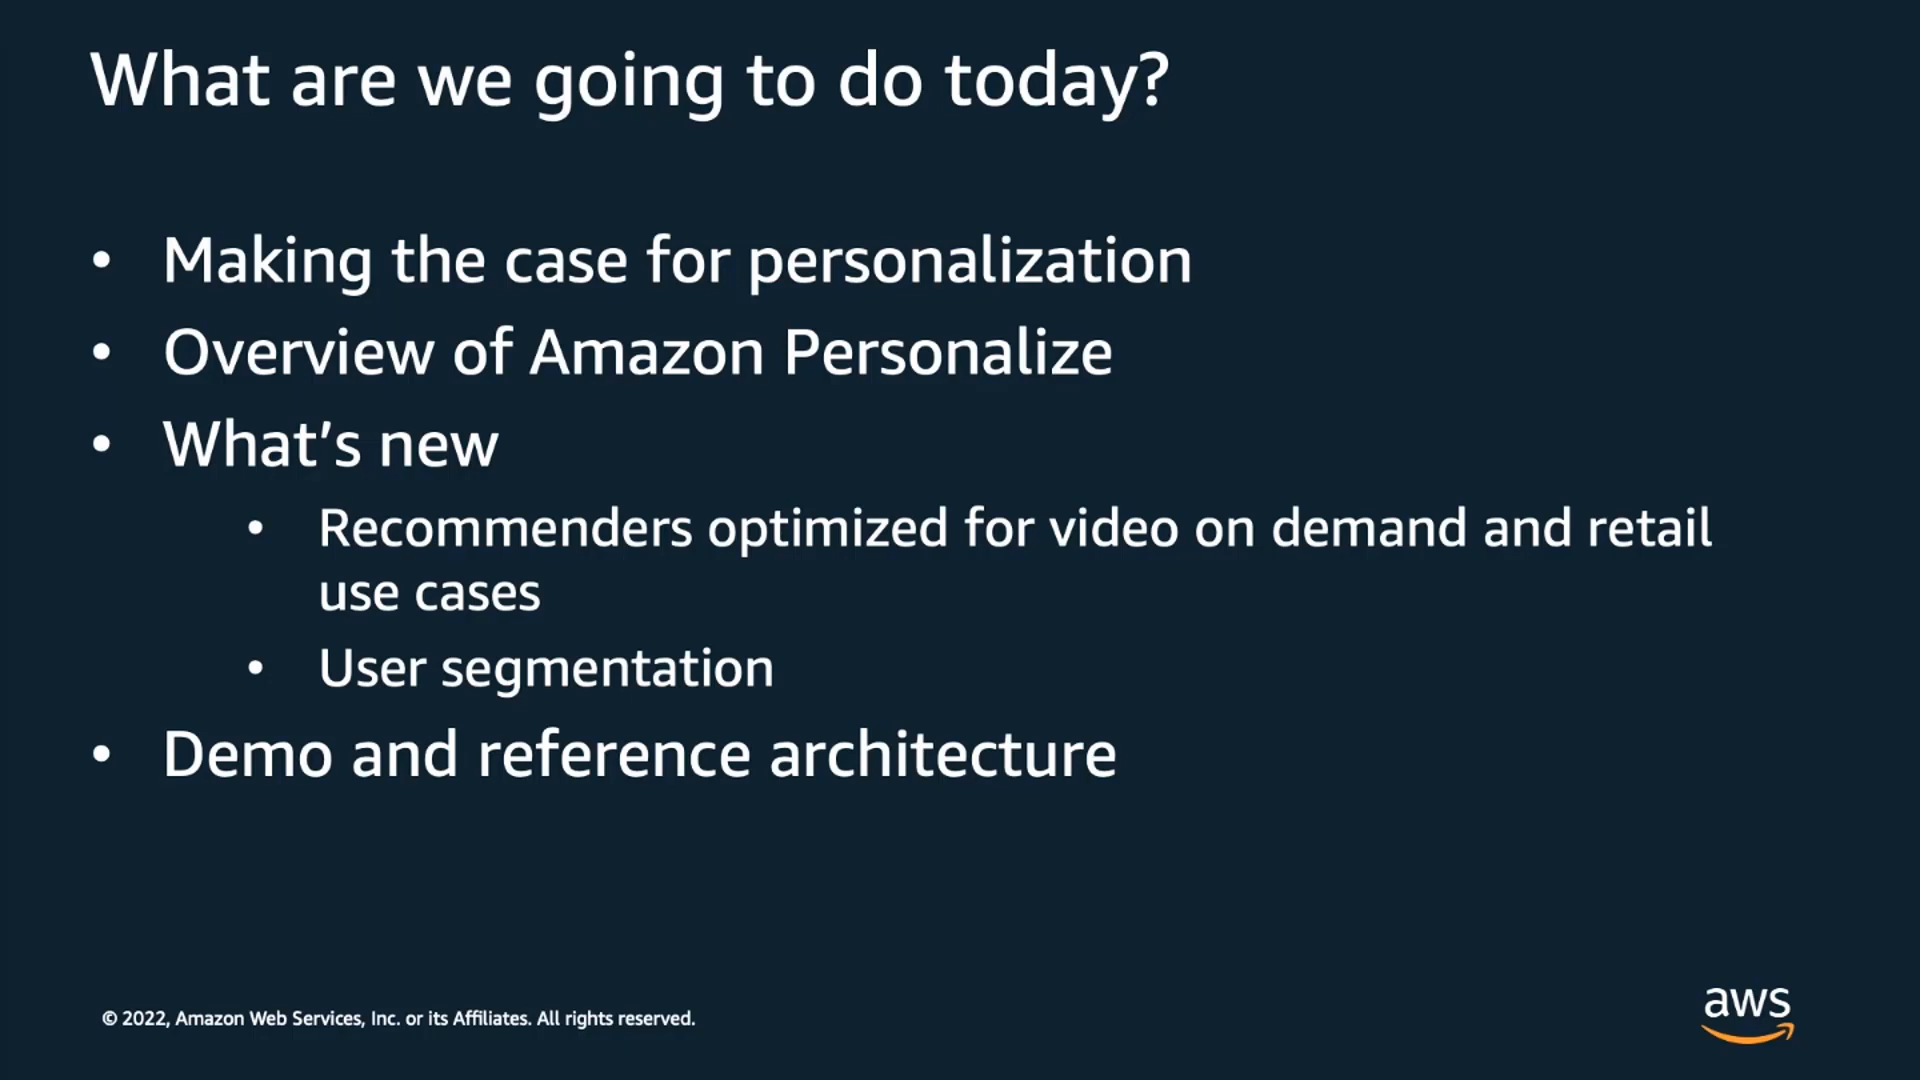 What are we going to do today?
• Making the case for personalization
• Overview of Amazon Personalize
• What’s new
• Recommenders optimized for video on demand and retail
use cases
• User segmentation
• Demo and reference architecture
© 2022, Amazon Web Services, Inc. or its Affiliates. All rights reserved.
aws